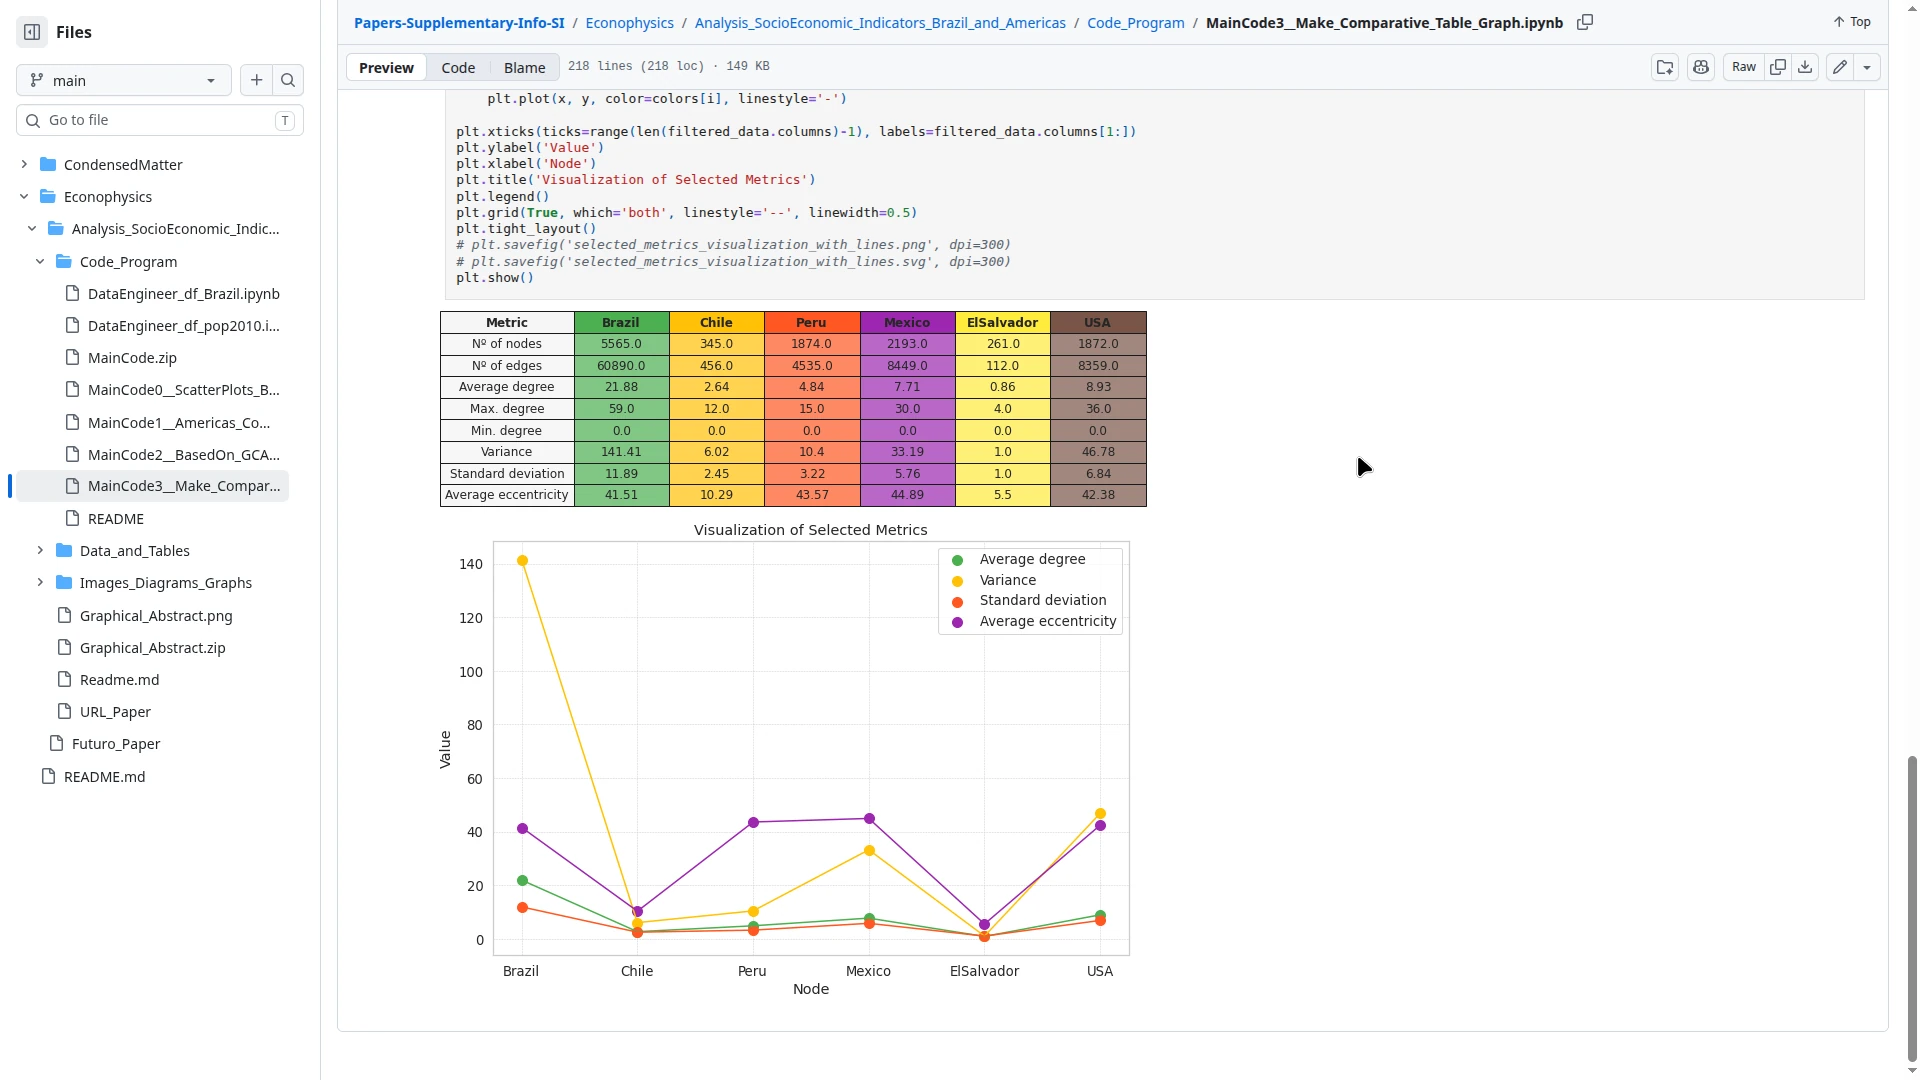 Files
main
Go to file
T
CondensedMatter
Econophysics
Analysis_SocioEconomic_Indic...
Code_Program
DataEngineer_df_Brazil.ipynb
DataEngineer_df_pop2010.i...
MainCode.zip
MainCode0__ScatterPlots_B...
MainCode1__Americas_Co...
MainCode2__BasedOn_GCA...
MainCode3__Make_Compar...
README
Data_and_Tables
Images_Diagrams_Graphs
Graphical_Abstract.png
Graphical_Abstract.zip
Readme.md
URL_Paper
Futuro_Paper
README.md
Papers-Supplementary-Info-SI / Econophysics / Analysis_SocioEconomic_Indicators_Brazil_and_Americas / Code_Program / MainCode3__Make_Comparative_Table_Graph.ipynb
Top
Preview Code Blame 218 lines (218 loc) · 149 KB Raw
plt.plot(x, y, color=colors[i], linestyle='-')
plt.xticks(ticks=range(len(filtered_data.columns)-1), labels=filtered_data.columns[1:])
plt.ylabel('Value')
plt.xlabel('Node')
plt.title('Visualization of Selected Metrics')
plt.legend()
plt.grid(True, which='both', linestyle='--', linewidth=0.5)
plt.tight_layout()
# plt.savefig('selected_metrics_visualization_with_lines.png', dpi=300)
# plt.savefig('selected_metrics_visualization_with_lines.svg', dpi=300)
plt.show()
Metric Brazil Chile Peru Mexico ElSalvador USA
Nº of nodes 5565.0 345.0 1874.0 2193.0 261.0 1872.0
Nº of edges 60890.0 456.0 4535.0 8449.0 112.0 8359.0
Average degree 21.88 2.64 4.84 7.71 0.86 8.93
Max. degree 59.0 12.0 15.0 30.0 4.0 36.0
Min. degree 0.0 0.0 0.0 0.0 0.0 0.0
Variance 141.41 6.02 10.4 33.19 1.0 46.78
Standard deviation 11.89 2.45 3.22 5.76 1.0 6.84
Average eccentricity 41.51 10.29 43.57 44.89 5.5 42.38
Visualization of Selected Metrics
Average degree
Variance
Standard deviation
Average eccentricity
140
120
100
80
60
40
20
0
Value
Brazil Chile Peru Mexico ElSalvador USA
Node